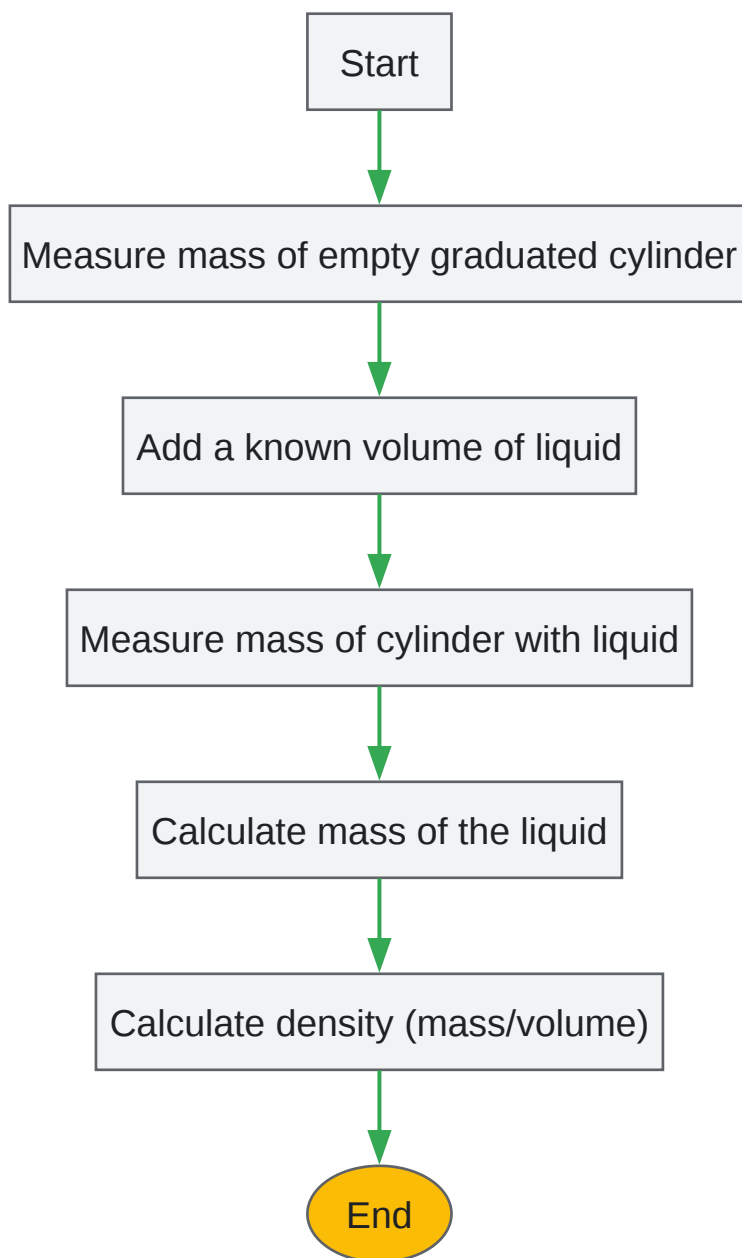 Start
Measure mass of empty graduated cylinder
Add a known volume of liquid
Measure mass of cylinder with liquid
Calculate mass of the liquid
Calculate density (mass/volume)
End